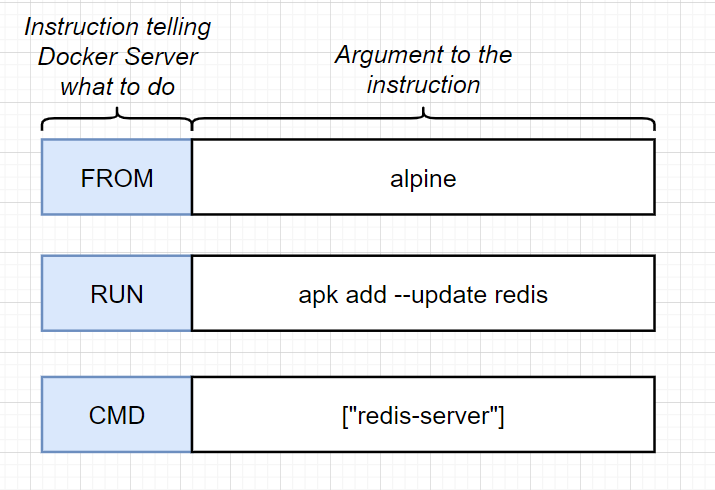 Instruction telling
Docker Server
what to do
Argument to the
instruction
FROM
alpine
RUN
apk add --update redis
CMD
["redis-server"]